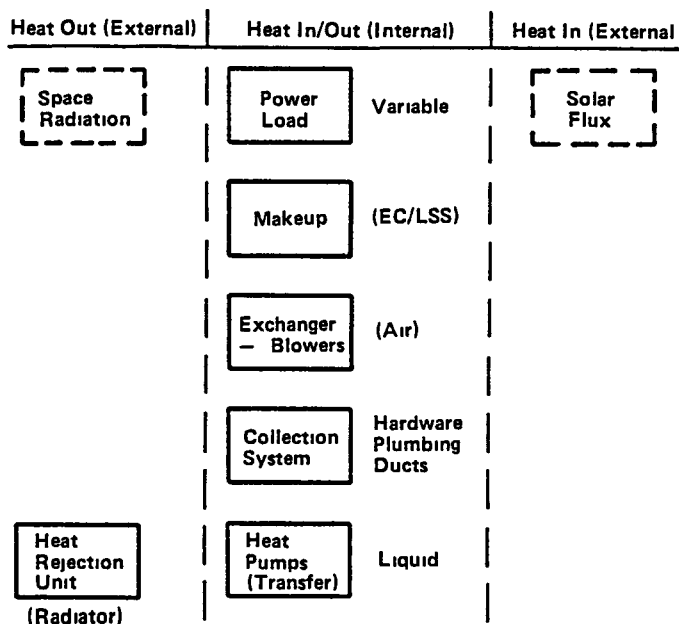 Heat Out (External)
Heat In/Out (Internal)
Heat In (External
Space
Radiation
Power
Load
Variable
Solar
Flux
Makeup
(EC/LSS)
Exchanger
— Blowers
(Air)
Collection
System
Hardware
Plumbing
Ducts
Heat
Rejection
Unit
(Radiator)
Heat
Pumps
(Transfer)
Liquid